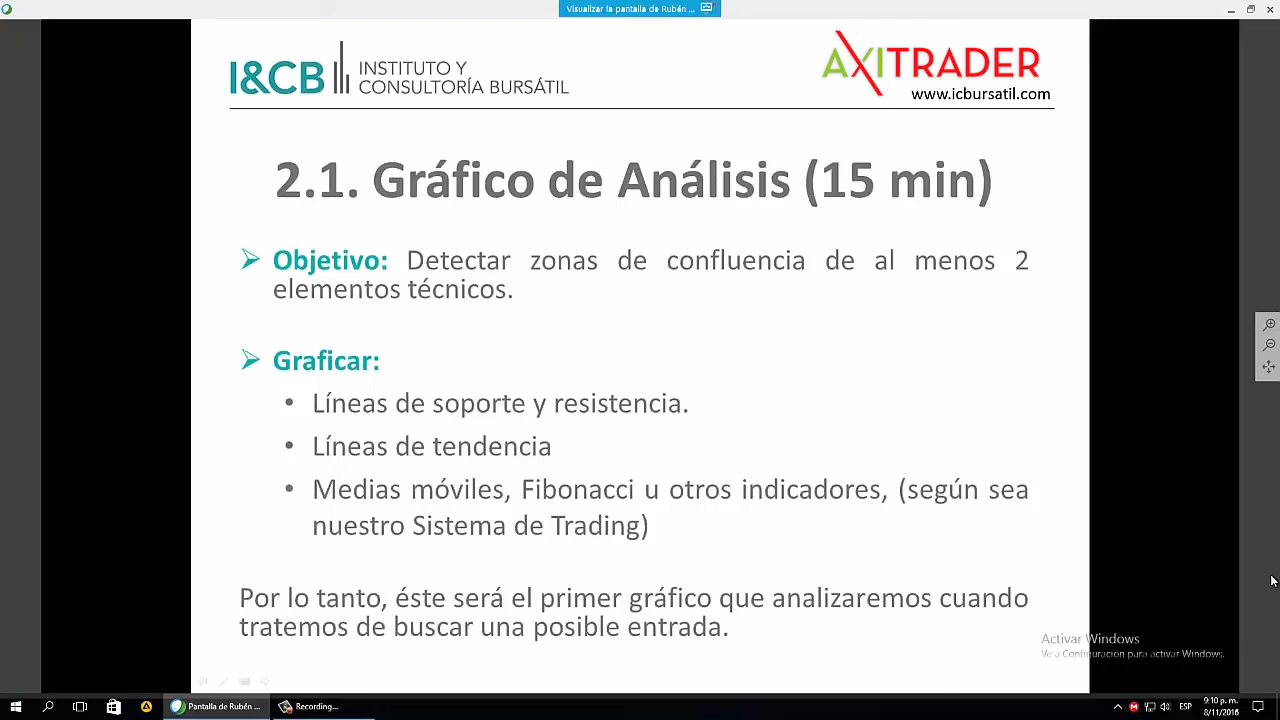 Visualizar la pantalla de Rubén ...
I&CB INSTITUTO Y
CONSULTORÍA BURSÁTIL
AXITRADER
www.icbursatil.com
2.1. Gráfico de Análisis (15 min)
Objetivo: Detectar zonas de confluencia de al menos 2
elementos técnicos.
Graficar:
• Líneas de soporte y resistencia.
• Líneas de tendencia
• Medias móviles, Fibonacci u otros indicadores, (según sea
nuestro Sistema de Trading)
Por lo tanto, éste será el primer gráfico que analizaremos cuando
tratemos de buscar una posible entrada.
Activar Windows
Ve a Configuración para activar Windows.
Pantalla de Rubén ...
Recording...
ESP
9:10 p. m.
8/11/2016